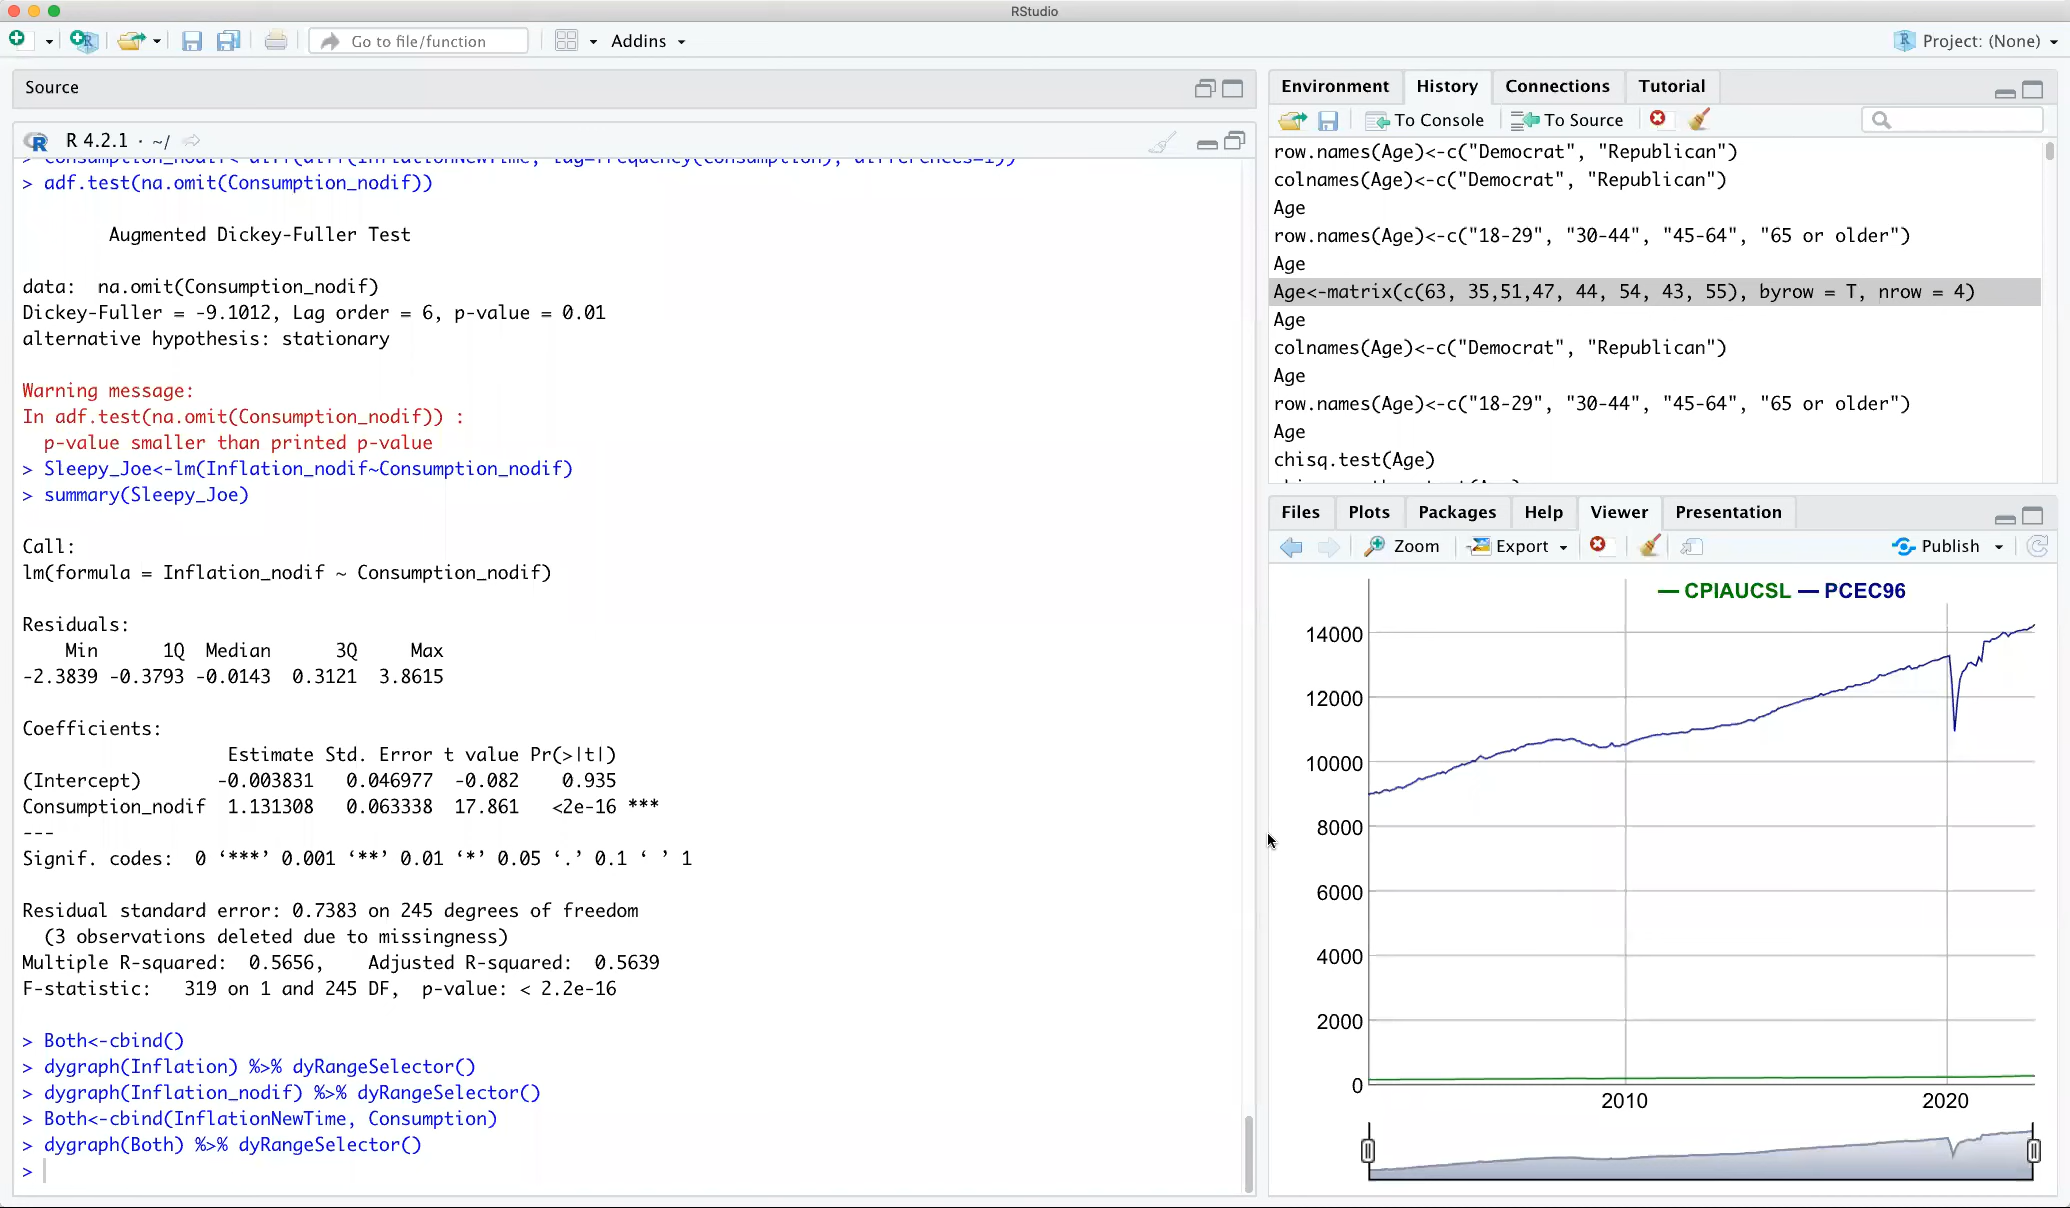 RStudio
Go to file/function
Addins
Project: (None)
Source
R 4.2.1 · ~/
> Consumption_nodif<-diff(diff(InflationNewTime, lag=frequency(Consumption), differences=1))
> adf.test(na.omit(Consumption_nodif))
Augmented Dickey-Fuller Test
data:  na.omit(Consumption_nodif)
Dickey-Fuller = -9.1012, Lag order = 6, p-value = 0.01
alternative hypothesis: stationary
Warning message:
In adf.test(na.omit(Consumption_nodif)) :
p-value smaller than printed p-value
> Sleepy_Joe<-lm(Inflation_nodif~Consumption_nodif)
> summary(Sleepy_Joe)
Call:
lm(formula = Inflation_nodif ~ Consumption_nodif)
Residuals:
Min 1Q Median 3Q Max
-2.3839 -0.3793 -0.0143 0.3121 3.8615
Coefficients:
Estimate Std. Error t value Pr(>|t|)
(Intercept) -0.003831 0.046977 -0.082 0.935
Consumption_nodif 1.131308 0.063338 17.861 <2e-16 ***
---
Signif. codes:  0 ‘***’ 0.001 ‘**’ 0.01 ‘*’ 0.05 ‘.’ 0.1 ‘ ’ 1
Residual standard error: 0.7383 on 245 degrees of freedom
(3 observations deleted due to missingness)
Multiple R-squared:  0.5656, Adjusted R-squared:  0.5639
F-statistic:   319 on 1 and 245 DF,  p-value: < 2.2e-16
> Both<-cbind()
> dygraph(Inflation) %>% dyRangeSelector()
> dygraph(Inflation_nodif) %>% dyRangeSelector()
> Both<-cbind(InflationNewTime, Consumption)
> dygraph(Both) %>% dyRangeSelector()
>
Environment History Connections Tutorial
To Console To Source
row.names(Age)<-c("Democrat", "Republican")
colnames(Age)<-c("Democrat", "Republican")
Age
row.names(Age)<-c("18-29", "30-44", "45-64", "65 or older")
Age
Age<-matrix(c(63, 35,51,47, 44, 54, 43, 55), byrow = T, nrow = 4)
Age
colnames(Age)<-c("Democrat", "Republican")
Age
row.names(Age)<-c("18-29", "30-44", "45-64", "65 or older")
Age
chisq.test(Age)
Files Plots Packages Help Viewer Presentation
Zoom Export Publish
CPIAUCSL PCEC96
14000
12000
10000
8000
6000
4000
2000
0
2010 2020